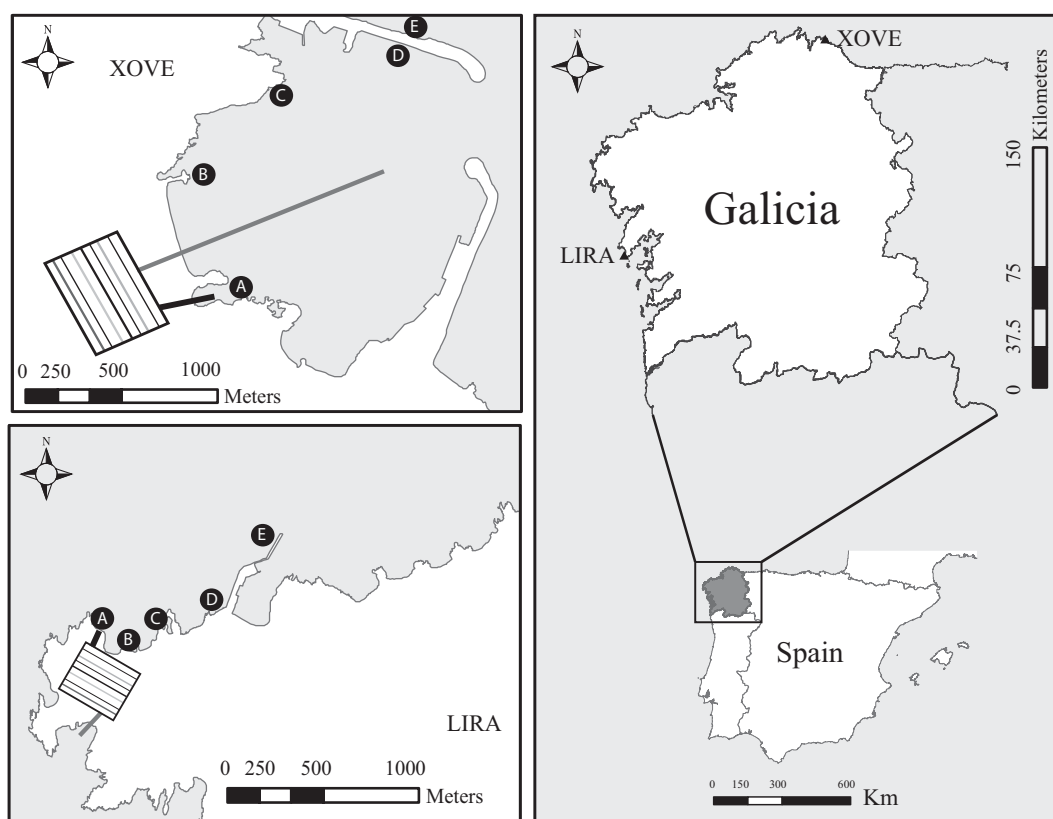 N
XOVE
E
D
C
B
A
0 250 500 1000
Meters
N
E
D
C
A
B
LIRA
0 250 500 1000
Meters
N
XOVE
Galicia
LIRA
Kilometers
150
75
37.5
0
Spain
0 150 300 600
Km